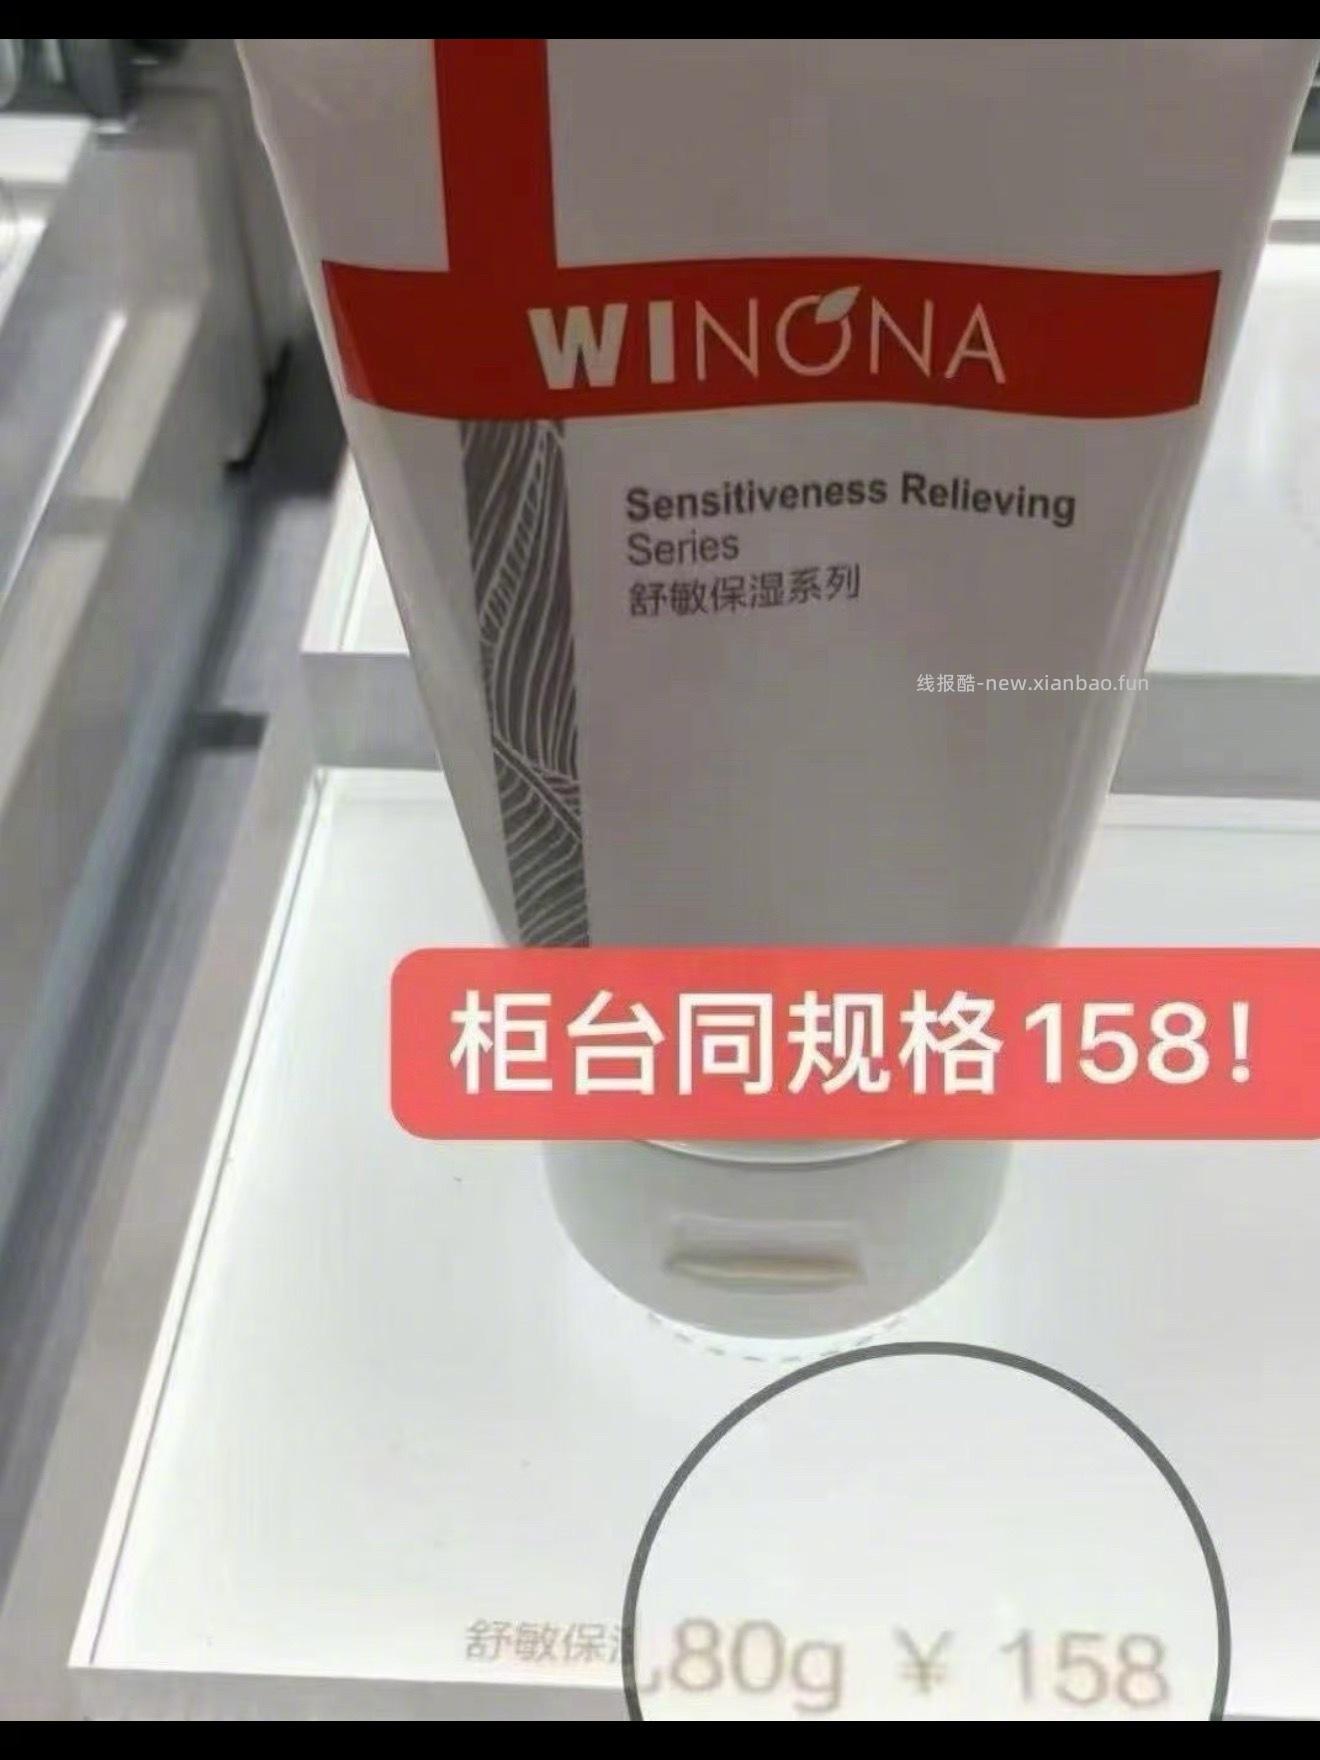 WINONA
Sensitiveness Relieving
Series
舒敏保湿系列
线报酷-new.xianbao.fun
柜台同规格158！
舒敏保
80g ¥ 158